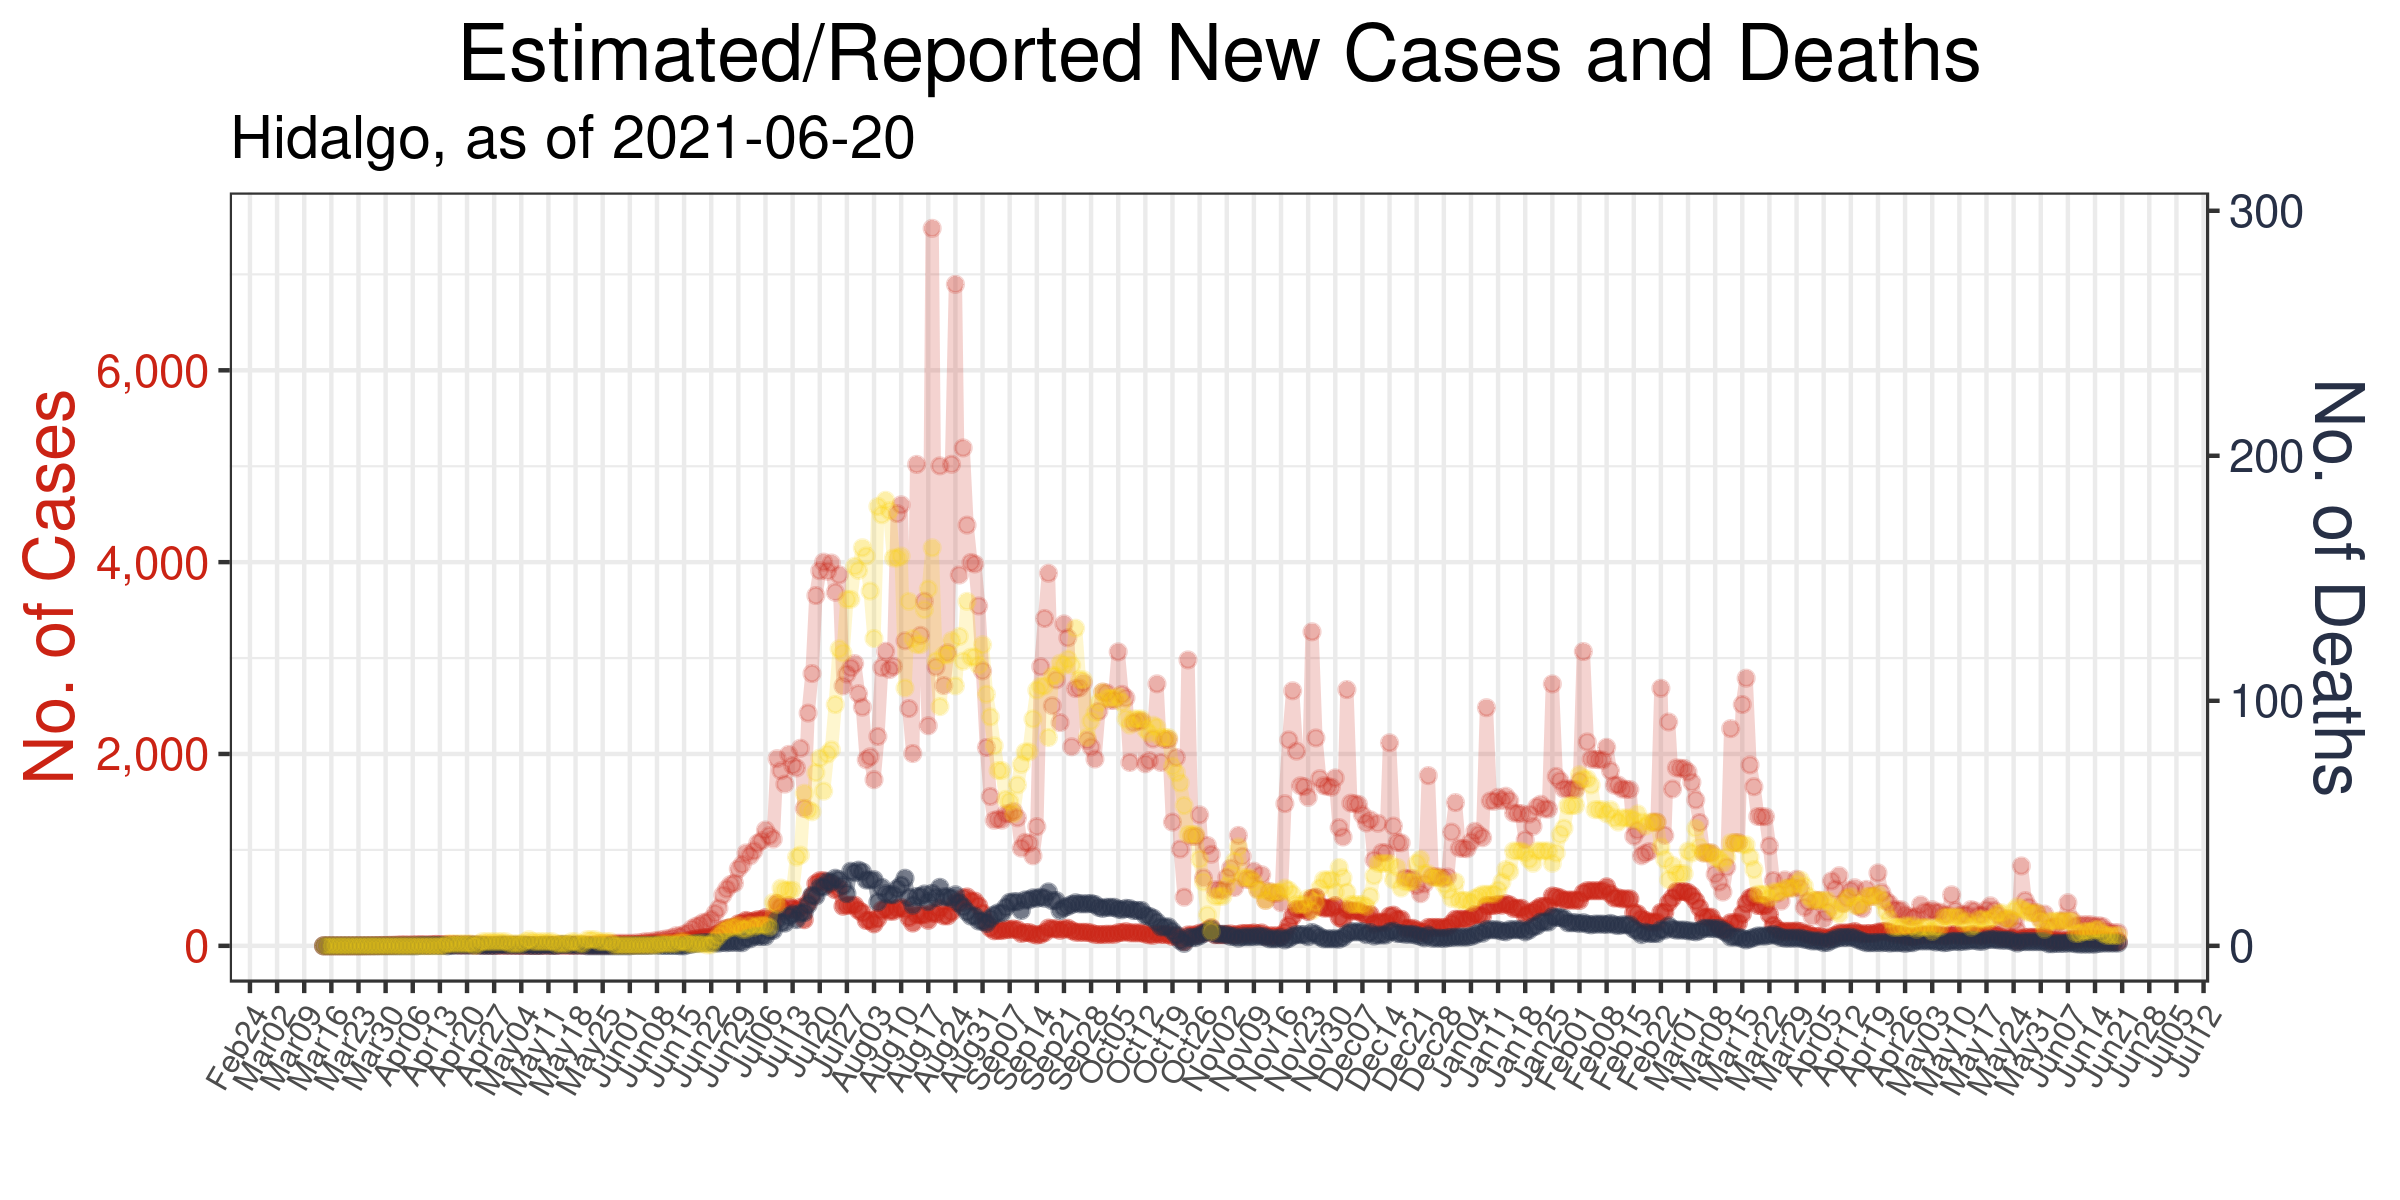 Estimated/Reported New Cases and Deaths
Hidalgo, as of 2021-06-20
No. of Cases
6,000
4,000
2,000
0
300
200
100
0
No. of Deaths
Feb24
Mar02
Mar09
Mar16
Mar23
Mar30
Apr06
Apr13
Apr20
Apr27
May04
May11
May18
May25
Jun01
Jun08
Jun15
Jun22
Jun29
Jul06
Jul13
Jul20
Jul27
Aug03
Aug10
Aug17
Aug24
Aug31
Sep07
Sep14
Sep21
Sep28
Oct05
Oct12
Oct19
Oct26
Nov02
Nov09
Nov16
Nov23
Nov30
Dec07
Dec14
Dec21
Dec28
Jan04
Jan11
Jan18
Jan25
Feb01
Feb08
Feb15
Feb22
Mar01
Mar08
Mar15
Mar22
Mar29
Apr05
Apr12
Apr19
Apr26
May03
May10
May17
May24
May31
Jun07
Jun14
Jun21
Jun28
Jul05
Jul12